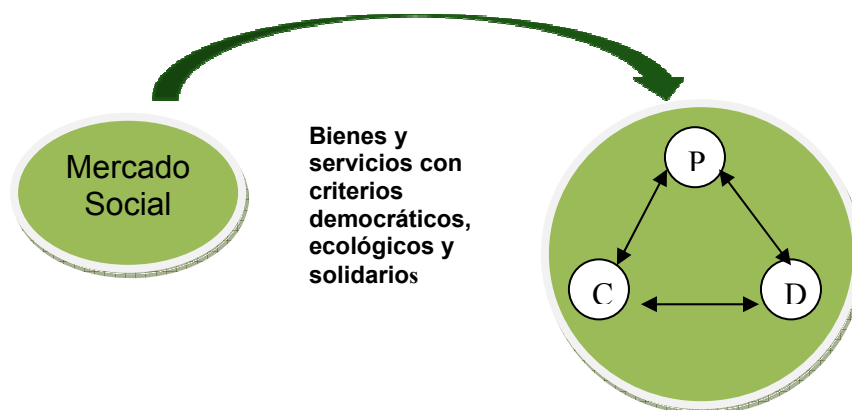 Mercado
Social
Bienes y
servicios con
criterios
democráticos,
ecológicos y
solidarios
P
C
D